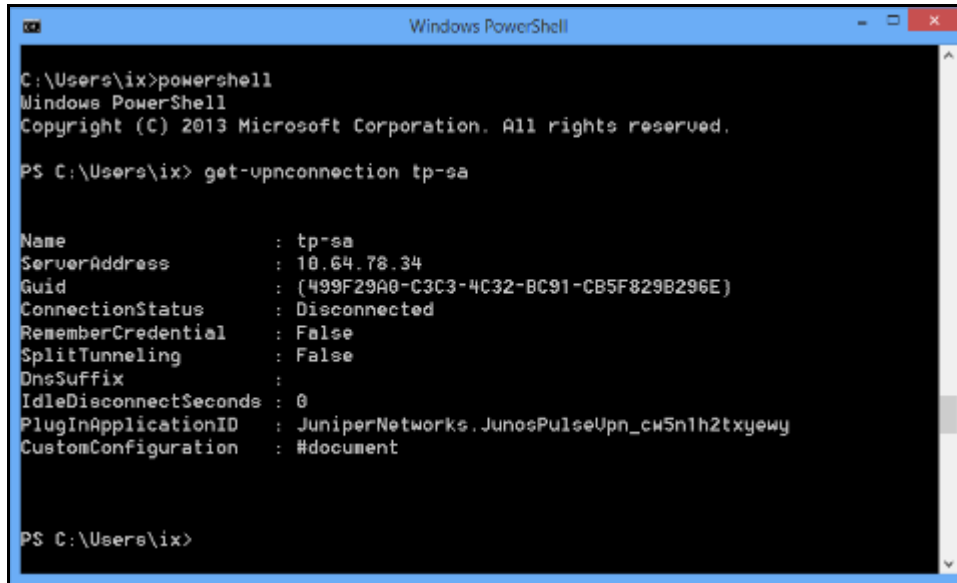 Windows PowerShell
C:\Users\ix>powershell
Windows PowerShell
Copyright (C) 2013 Microsoft Corporation. All rights reserved.
PS C:\Users\ix> get-vpnconnection tp-sa
Name : tp-sa
ServerAddress : 10.64.78.34
Guid : {499F29A0-C3C3-4C32-BC91-CB5F829B296E}
ConnectionStatus : Disconnected
RememberCredential : False
SplitTunneling : False
DnsSuffix :
IdleDisconnectSeconds : 0
PlugInApplicationID : JuniperNetworks.JunosPulseVpn_cw5n1h2txyewy
CustomConfiguration : #document
PS C:\Users\ix>